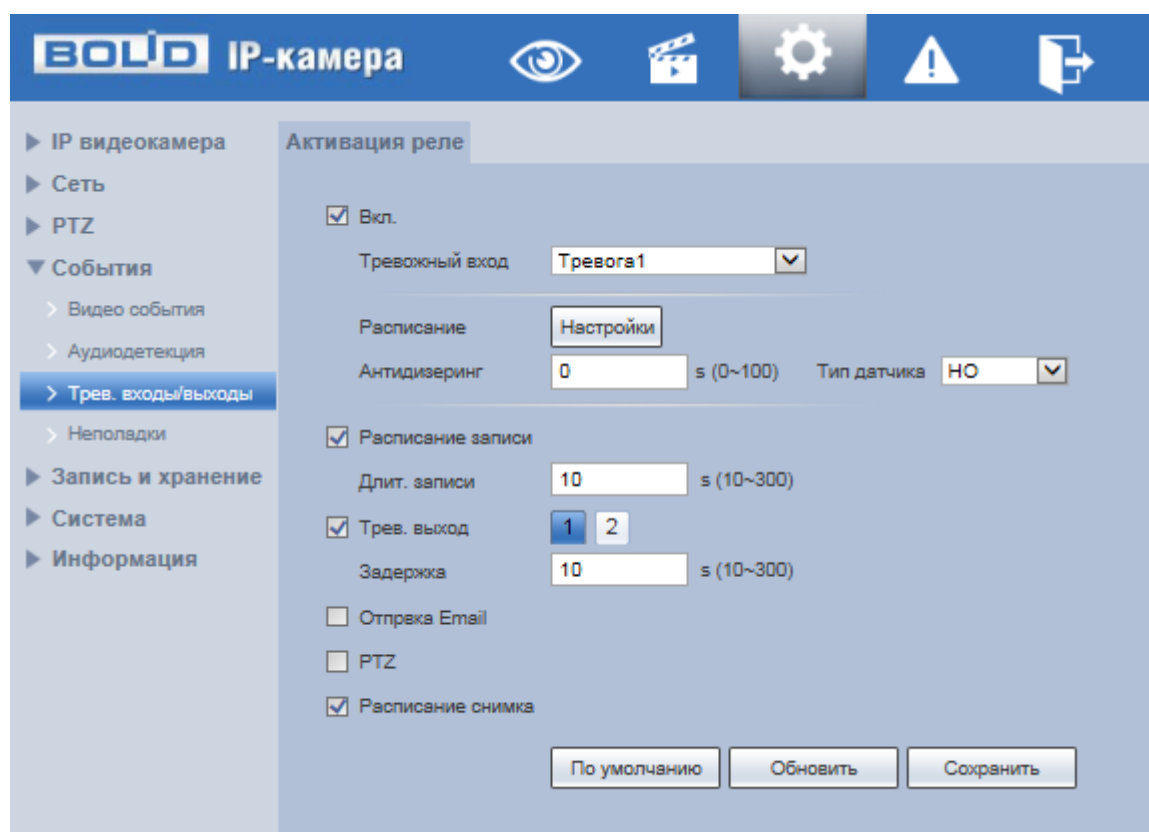 BOLID IP-камера
IP видеокамера
Сеть
PTZ
События
Видео события
Аудиодетекция
Трев. входы/выходы
Неполадки
Запись и хранение
Система
Информация
Активация реле
Вкл.
Тревожный вход Тревога1
Расписание Настройки
Антидизеринг 0 s (0~100) Тип датчика НО
Расписание записи
Длит. записи 10 s (10~300)
Трев. выход 1 2
Задержка 10 s (10~300)
Отпрвка Email
PTZ
Расписание снимка
По умолчанию Обновить Сохранить